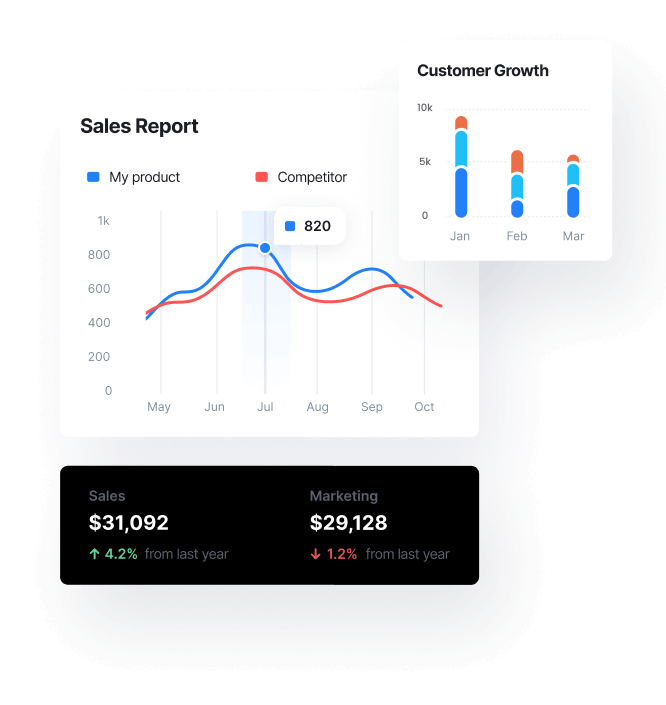 Customer Growth
10k
5k
0
Jan Feb Mar
Sales Report
My product Competitor
820
1k
800
600
400
200
0
May Jun Jul Aug Sep Oct
Sales Marketing
$31,092 $29,128
↑ 4.2% from last year ↓ 1.2% from last year